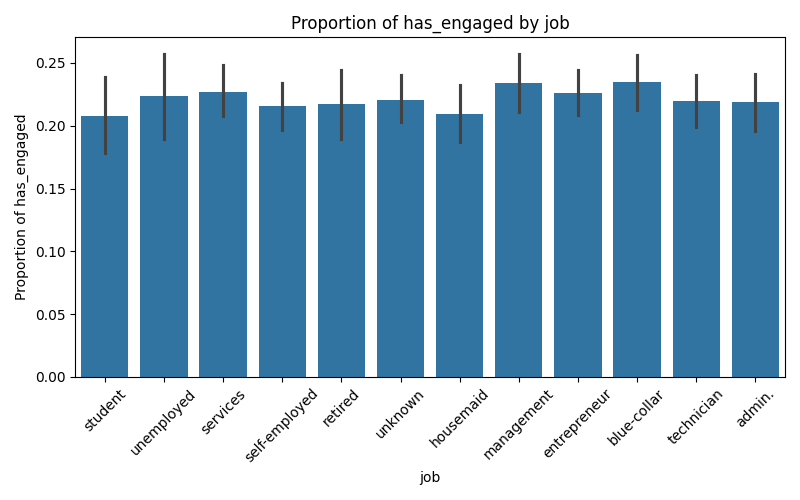 Proportion of has_engaged by job
Proportion of has_engaged
0.25
0.20
0.15
0.10
0.05
0.00
student
unemployed
services
self-employed
retired
unknown
housemaid
management
entrepreneur
blue-collar
technician
admin.
job